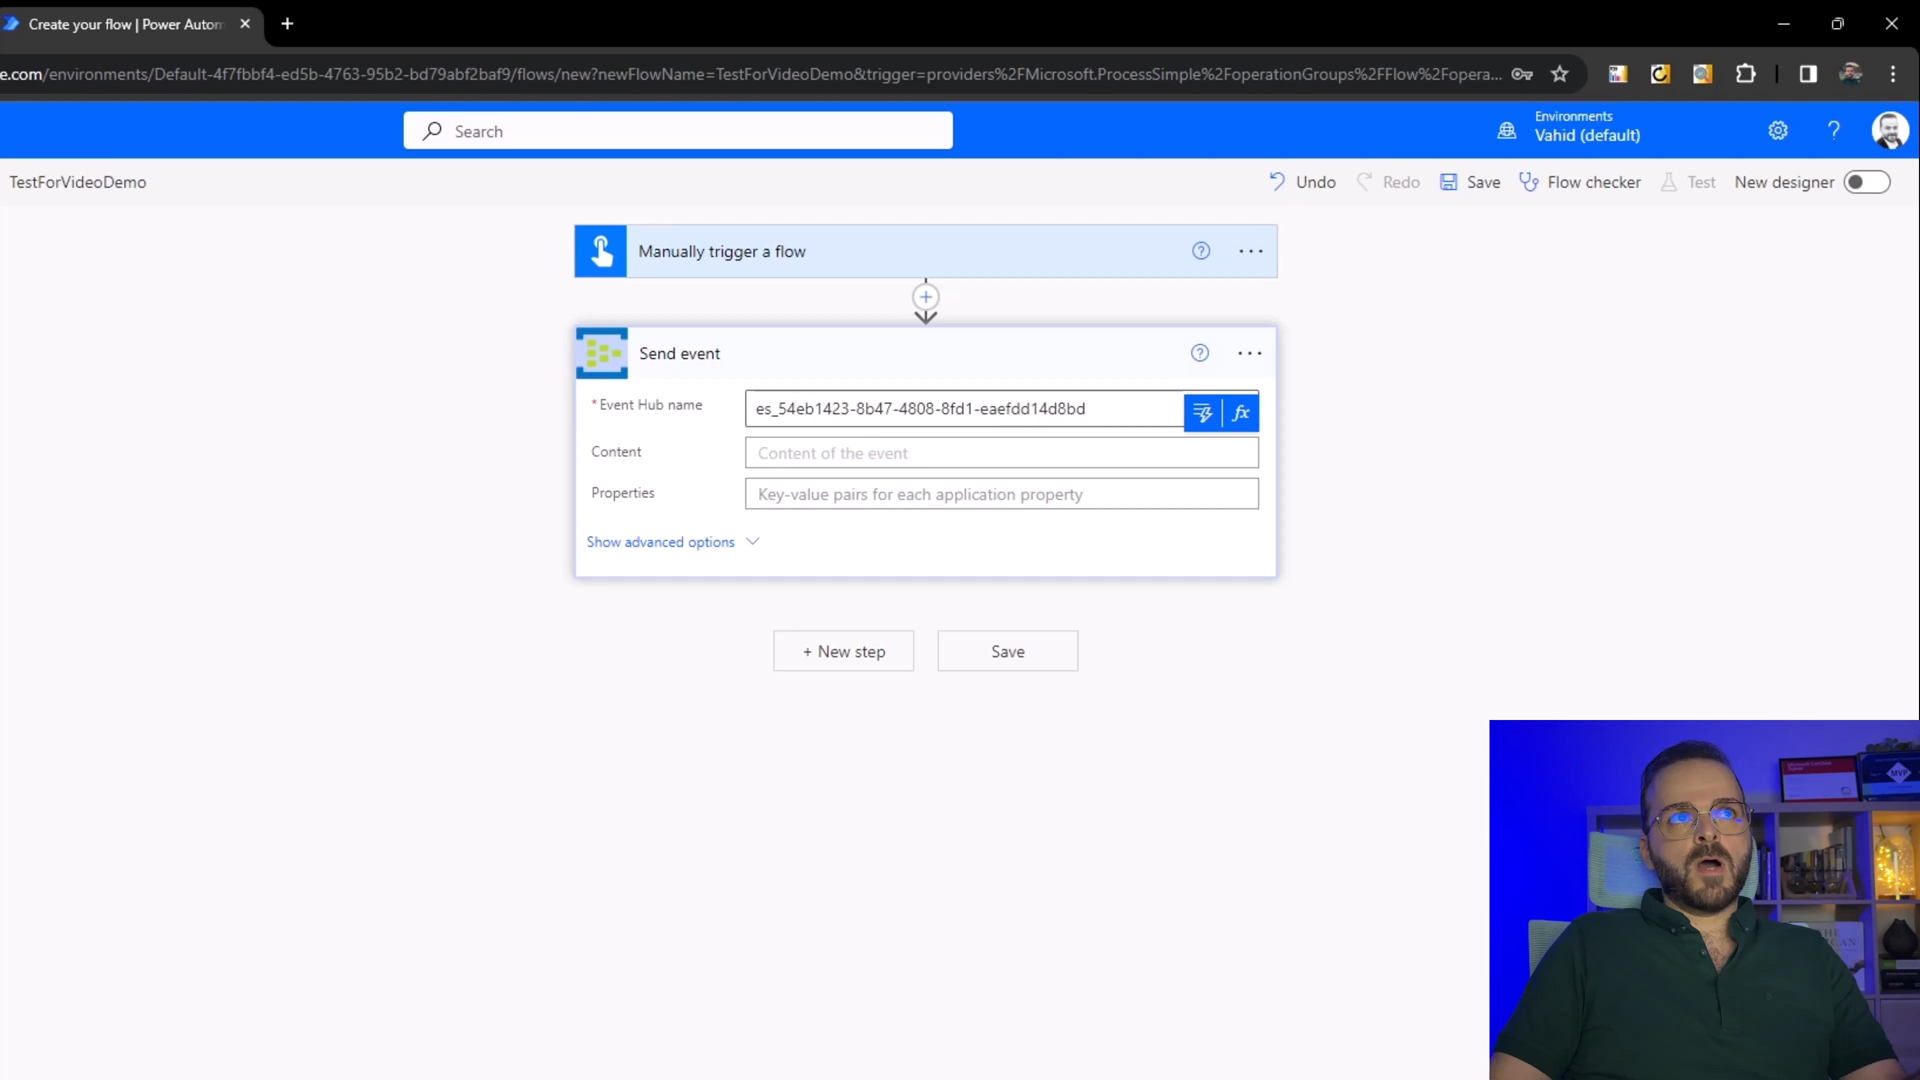 Create your flow | Power Autom
e.com/environments/Default-4f7fbbf4-ed5b-4763-95b2-bd79abf2baf9/flows/new?newFlowName=TestForVideoDemo&trigger=providers%2FMicrosoft.ProcessSimple%2FoperationGroups%2FFlow%2Fopera...
Search
Environments
Vahid (default)
TestForVideoDemo
Undo
Redo
Save
Flow checker
Test
New designer
Manually trigger a flow
Send event
*Event Hub name
es_54eb1423-8b47-4808-8fd1-eaefdd14d8bd
fx
Content
Content of the event
Properties
Key-value pairs for each application property
Show advanced options
+ New step
Save
MVP